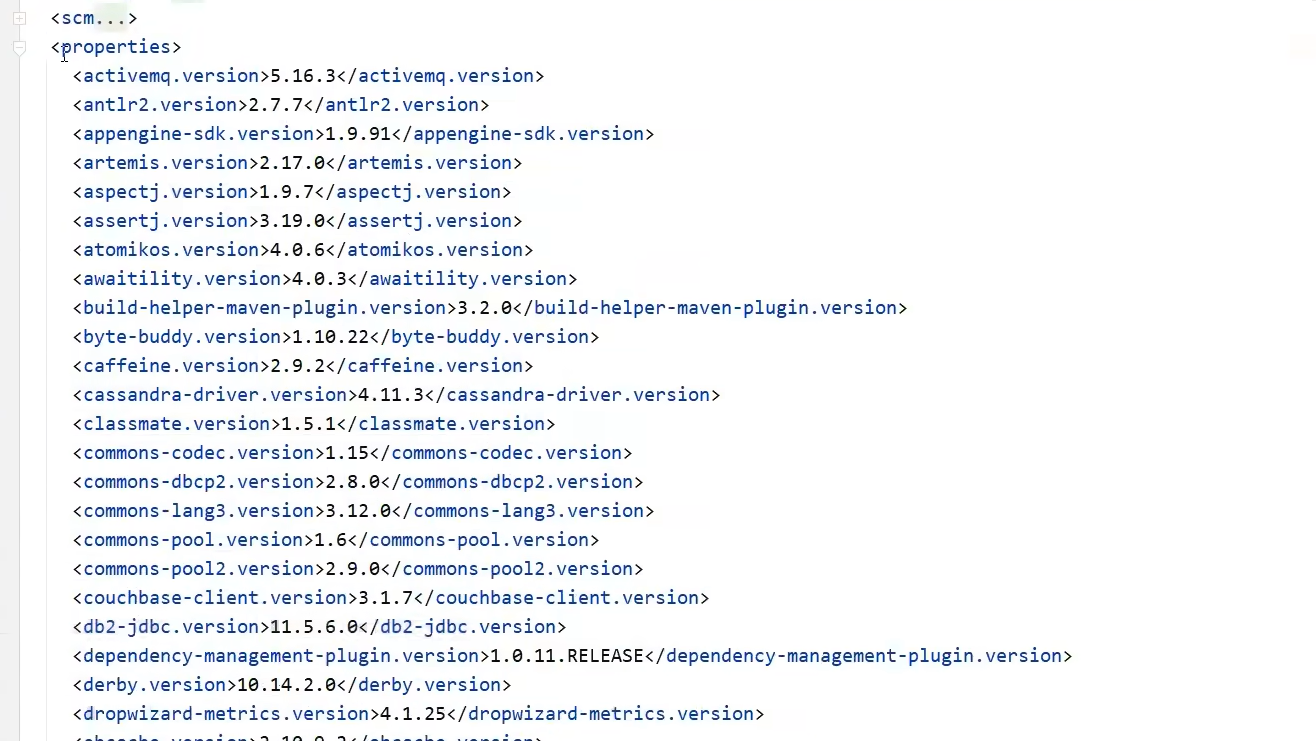 <scm...>
<properties>
<activemq.version>5.16.3</activemq.version>
<antlr2.version>2.7.7</antlr2.version>
<appengine-sdk.version>1.9.91</appengine-sdk.version>
<artemis.version>2.17.0</artemis.version>
<aspectj.version>1.9.7</aspectj.version>
<assertj.version>3.19.0</assertj.version>
<atomikos.version>4.0.6</atomikos.version>
<awaitility.version>4.0.3</awaitility.version>
<build-helper-maven-plugin.version>3.2.0</build-helper-maven-plugin.version>
<byte-buddy.version>1.10.22</byte-buddy.version>
<caffeine.version>2.9.2</caffeine.version>
<cassandra-driver.version>4.11.3</cassandra-driver.version>
<classmate.version>1.5.1</classmate.version>
<commons-codec.version>1.15</commons-codec.version>
<commons-dbcp2.version>2.8.0</commons-dbcp2.version>
<commons-lang3.version>3.12.0</commons-lang3.version>
<commons-pool.version>1.6</commons-pool.version>
<commons-pool2.version>2.9.0</commons-pool2.version>
<couchbase-client.version>3.1.7</couchbase-client.version>
<db2-jdbc.version>11.5.6.0</db2-jdbc.version>
<dependency-management-plugin.version>1.0.11.RELEASE</dependency-management-plugin.version>
<derby.version>10.14.2.0</derby.version>
<dropwizard-metrics.version>4.1.25</dropwizard-metrics.version>